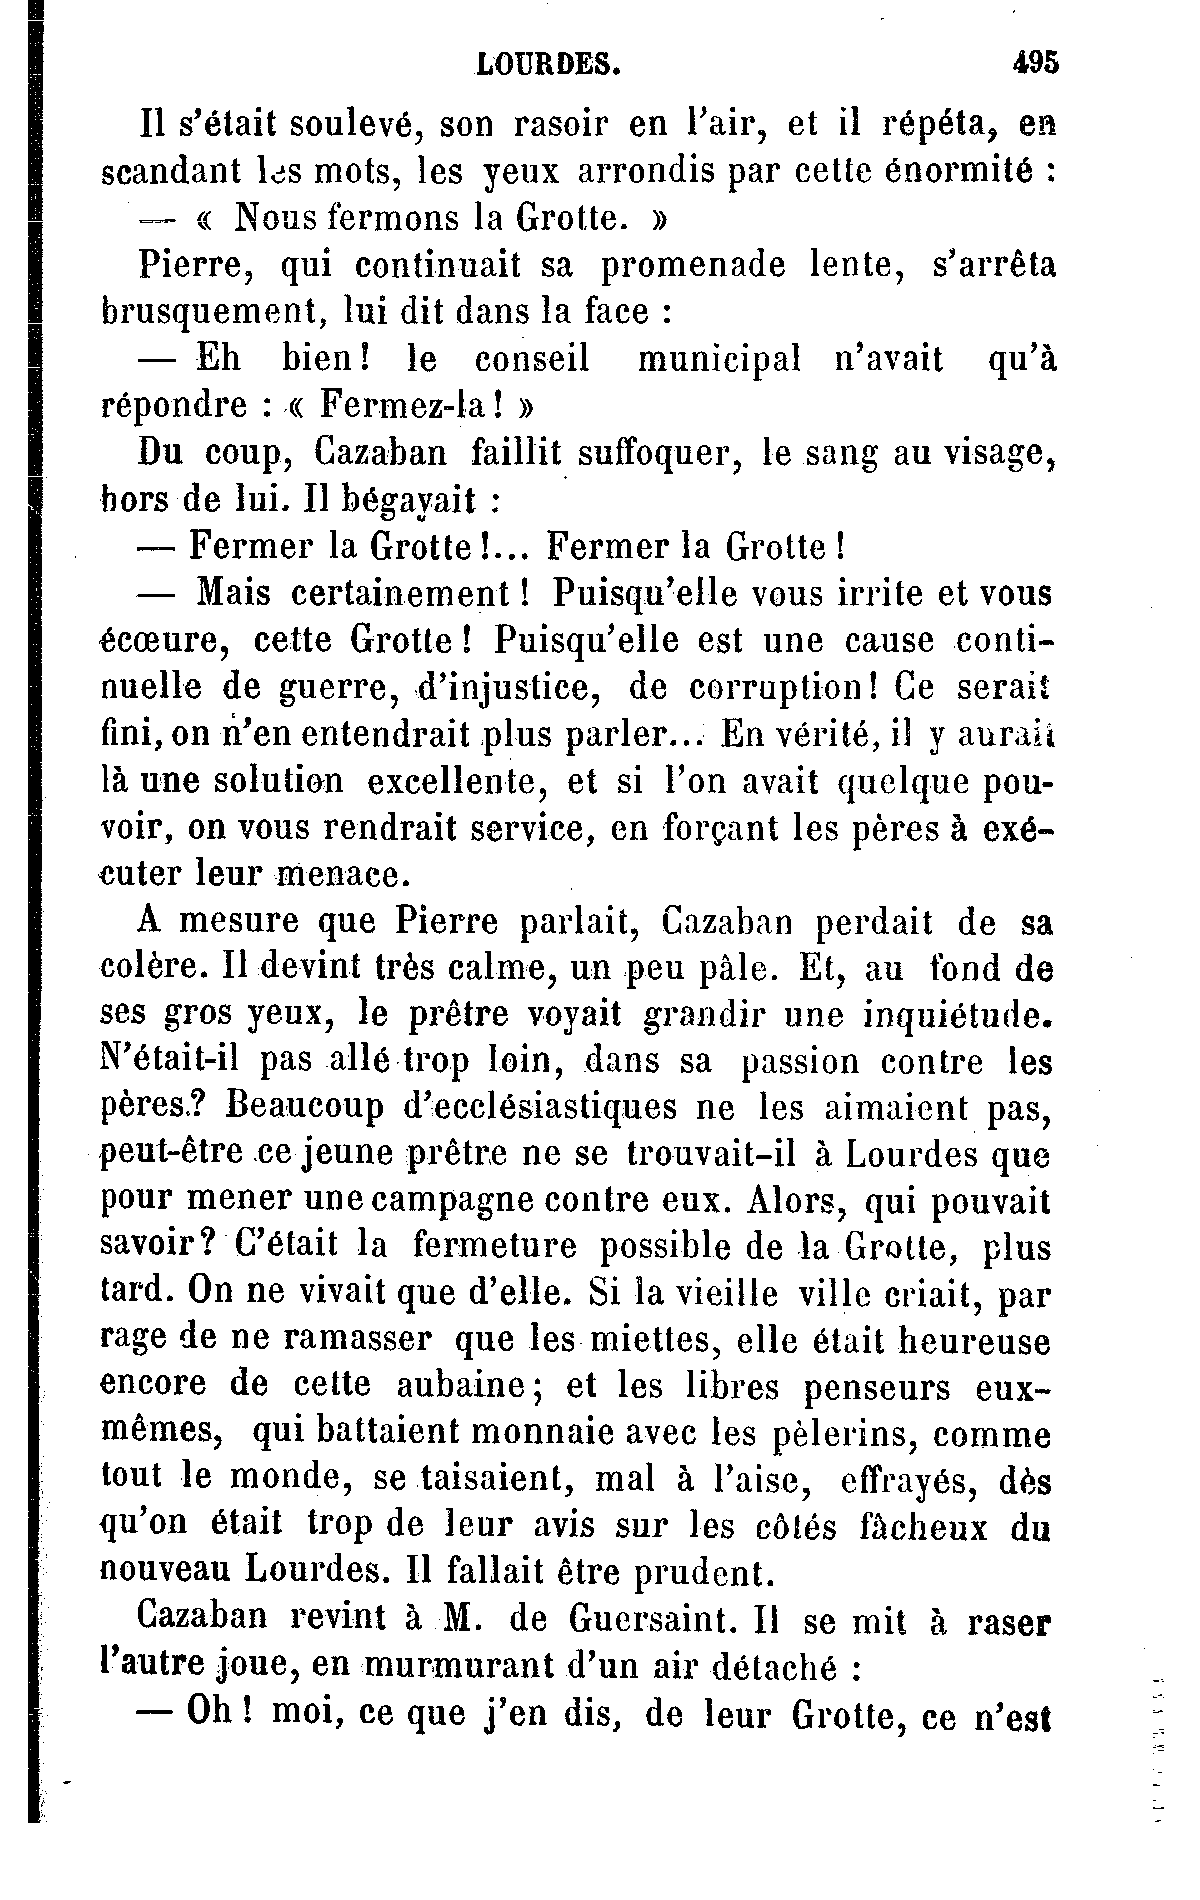 LOURDES. 495
Il s'était soulevé, son rasoir en l'air, et il répéta, en
scandant les mots, les yeux arrondis par cette énormité :
— « Nous fermons la Grotte. »
Pierre, qui continuait sa promenade lente, s'arrêta
brusquement, lui dit dans la face :
— Eh bien! le conseil municipal n'avait qu'à
répondre : « Fermez-la! »
Du coup, Cazaban faillit suffoquer, le sang au visage,
hors de lui. Il bégayait :
— Fermer la Grotte!... Fermer la Grotte!
— Mais certainement! Puisqu'elle vous irrite et vous
écœure, cette Grotte! Puisqu'elle est une cause conti-
nuelle de guerre, d'injustice, de corruption! Ce serait
fini, on n'en entendrait plus parler... En vérité, il y aurait
là une solution excellente, et si l'on avait quelque pou-
voir, on vous rendrait service, en forçant les pères à exé-
cuter leur menace.
A mesure que Pierre parlait, Cazaban perdait de sa
colère. Il devint très calme, un peu pâle. Et, au fond de
ses gros yeux, le prêtre voyait grandir une inquiétude.
N'était-il pas allé trop loin, dans sa passion contre les
pères? Beaucoup d'ecclésiastiques ne les aimaient pas,
peut-être ce jeune prêtre ne se trouvait-il à Lourdes que
pour mener une campagne contre eux. Alors, qui pouvait
savoir? C'était la fermeture possible de la Grotte, plus
tard. On ne vivait que d'elle. Si la vieille ville criait, par
rage de ne ramasser que les miettes, elle était heureuse
encore de cette aubaine; et les libres penseurs eux-
mêmes, qui battaient monnaie avec les pèlerins, comme
tout le monde, se taisaient, mal à l'aise, effrayés, dès
qu'on était trop de leur avis sur les côtés fâcheux du
nouveau Lourdes. Il fallait être prudent.
Cazaban revint à M. de Guersaint. Il se mit à raser
l'autre joue, en murmurant d'un air détaché :
— Oh! moi, ce que j'en dis, de leur Grotte, ce n'est